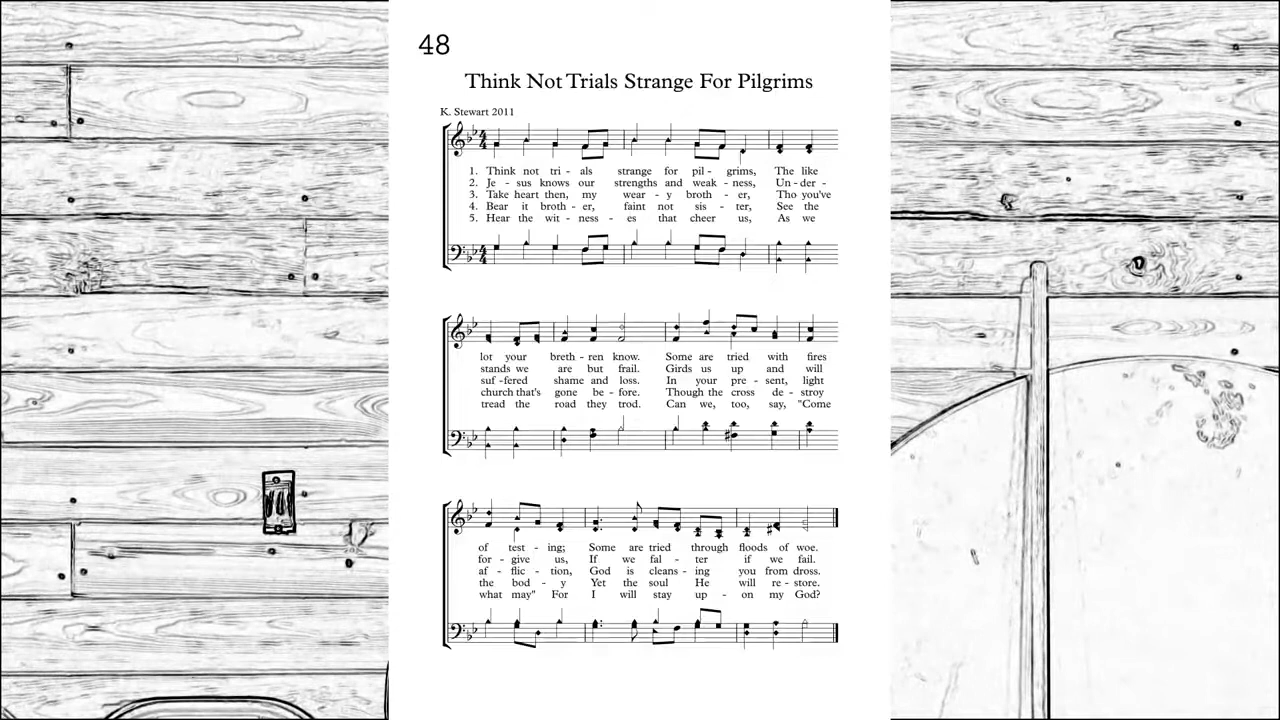 48
Think Not Trials Strange For Pilgrims
K. Stewart 2011
1. Think not tri - als strange for pil - grims, The like
2. Je - sus knows our strengths and weak - ness, Un - der -
3. Take heart then, my wear - y broth - er, Tho you've
4. Bear it broth - er, faint not sis - ter, See the
5. Hear the wit - ness - es that cheer us, As we
lot your breth - ren know. Some are tried with fires
stands we are but frail. Girds us up and will
suf - fered shame and loss. In your pre - sent, light
church that's gone be - fore. Though the cross de - stroy
tread the road they trod. Can we, too, say. "Come
of test - ing; Some are tried through floods of woe.
for - give us, If we fal - ter if we fail.
af - flic - tion, God is cleans - ing you from dross.
the bod - y Yet the soul He will re - store.
what may" For I will stay up - on my God?